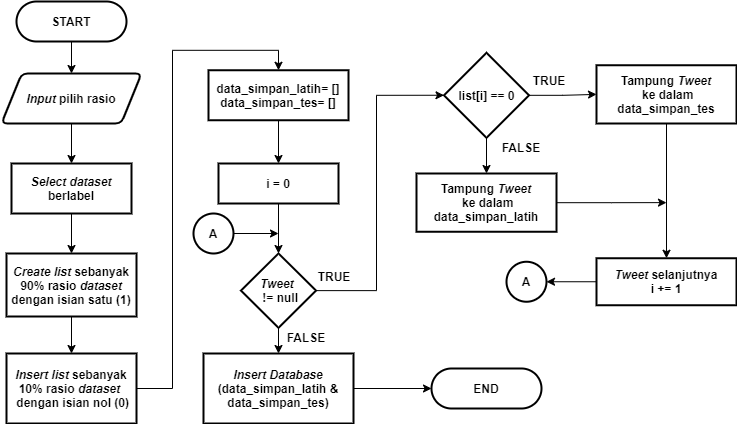 START
Input pilih rasio
Select dataset
berlabel
Create list sebanyak
90% rasio dataset
dengan isian satu (1)
Insert list sebanyak
10% rasio dataset
dengan isian nol (0)
data_simpan_latih= []
data_simpan_tes= []
i = 0
A
Tweet
!= null
TRUE
FALSE
Insert Database
(data_simpan_latih &
data_simpan_tes)
END
list[i] == 0
TRUE
FALSE
Tampung Tweet
ke dalam
data_simpan_tes
Tampung Tweet
ke dalam
data_simpan_latih
Tweet selanjutnya
i += 1
A